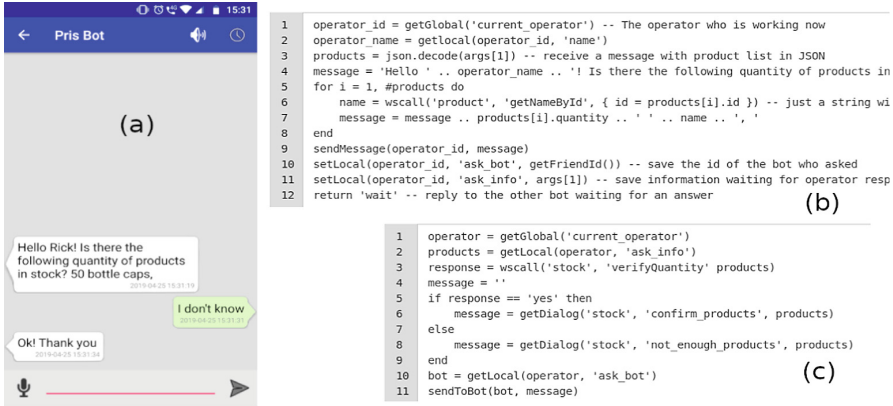 15:31
Pris Bot
(a)
Hello Rick! Is there the
following quantity of products
in stock? 50 bottle caps,
2019-04-25 15:31:19
I don't know
2019-04-25 15:31:31
Ok! Thank you
2019-04-25 15:31:34
1 operator_id = getGlobal('current_operator') -- The operator who is working now
2 operator_name = getlocal(operator_id, 'name')
3 products = json.decode(args[1]) -- receive a message with product list in JSON
4 message = 'Hello ' .. operator_name .. '! Is there the following quantity of products in
5 for i = 1, #products do
6 name = wscall('product', 'getNameById', { id = products[i].id }) -- just a string wi
7 message = message .. products[i].quantity .. ' ' .. name .. ', '
8 end
9 sendMessage(operator_id, message)
10 setLocal(operator_id, 'ask_bot', getFriendId()) -- save the id of the bot who asked
11 setLocal(operator_id, 'ask_info', args[1]) -- save information waiting for operator resp
12 return 'wait' -- reply to the other bot waiting for an answer
(b)
1 operator = getGlobal('current_operator')
2 products = getLocal(operator, 'ask_info')
3 response = wscall('stock', 'verifyQuantity' products)
4 message = ''
5 if response == 'yes' then
6 message = getDialog('stock', 'confirm_products', products)
7 else
8 message = getDialog('stock', 'not_enough_products', products)
9 end
10 bot = getLocal(operator, 'ask_bot')
11 sendToBot(bot, message)
(c)